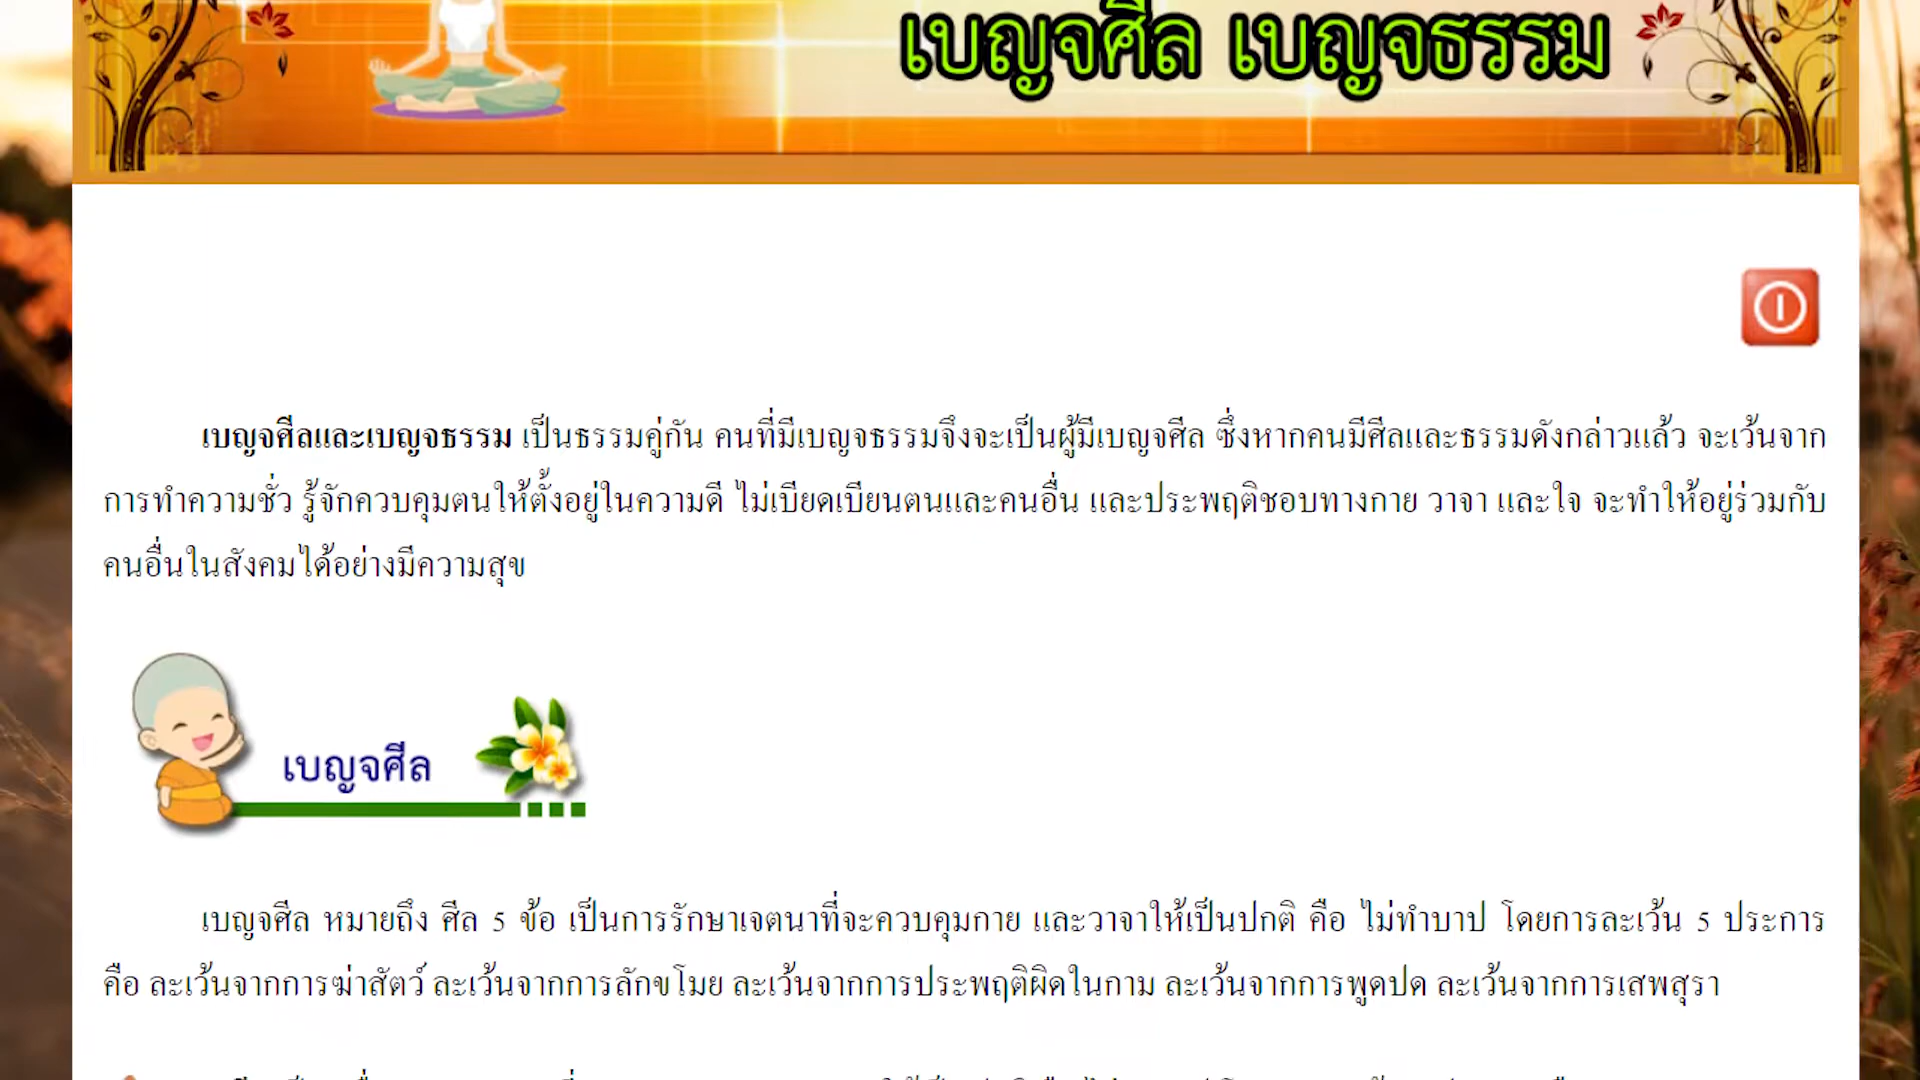 เบญจศีล เบญจธรรม
เบญจศีลและเบญจธรรม เป็นธรรมคู่กัน คนที่มีเบญจธรรมจึงจะเป็นผู้มีเบญจศีล ซึ่งหากคนมีศีลและธรรมดังกล่าวแล้ว จะเว้นจาก
การทำความชั่ว รู้จักควบคุมตนให้ตั้งอยู่ในความดี ไม่เบียดเบียนตนและคนอื่น และประพฤติชอบทางกาย วาจา และใจ จะทำให้อยู่ร่วมกับ
คนอื่นในสังคมได้อย่างมีความสุข
เบญจศีล
เบญจศีล หมายถึง ศีล 5 ข้อ เป็นการรักษาเจตนาที่จะควบคุมกาย และวาจาให้เป็นปกติ คือ ไม่ทำบาป โดยการละเว้น 5 ประการ
คือ ละเว้นจากการฆ่าสัตว์ ละเว้นจากการลักขโมย ละเว้นจากการประพฤติผิดในกาม ละเว้นจากการพูดปด ละเว้นจากการเสพสุรา